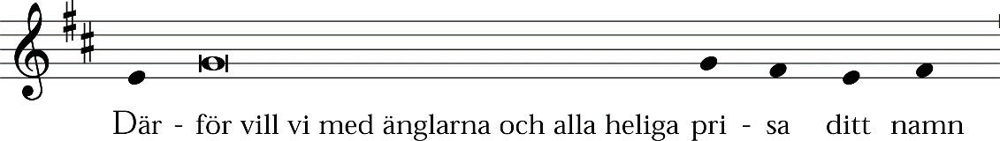 Där - för vill vi med änglarna och alla heliga pri - sa ditt namn